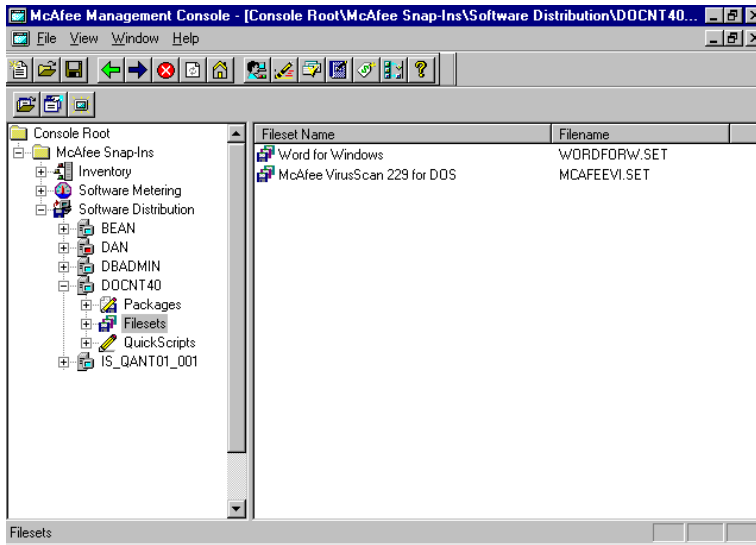 McAfee Management Console - [Console Root\McAfee Snap-Ins\Software Distribution\DOCNT40...
File View Window Help
Console Root
McAfee Snap-Ins
Inventory
Software Metering
Software Distribution
BEAN
DAN
DBADMIN
DOCNT40
Packages
Filesets
QuickScripts
IS_QANT01_001
Fileset Name Filename
Word for Windows WORDFORW.SET
McAfee VirusScan 229 for DOS MCAFEEVI.SET
Filesets